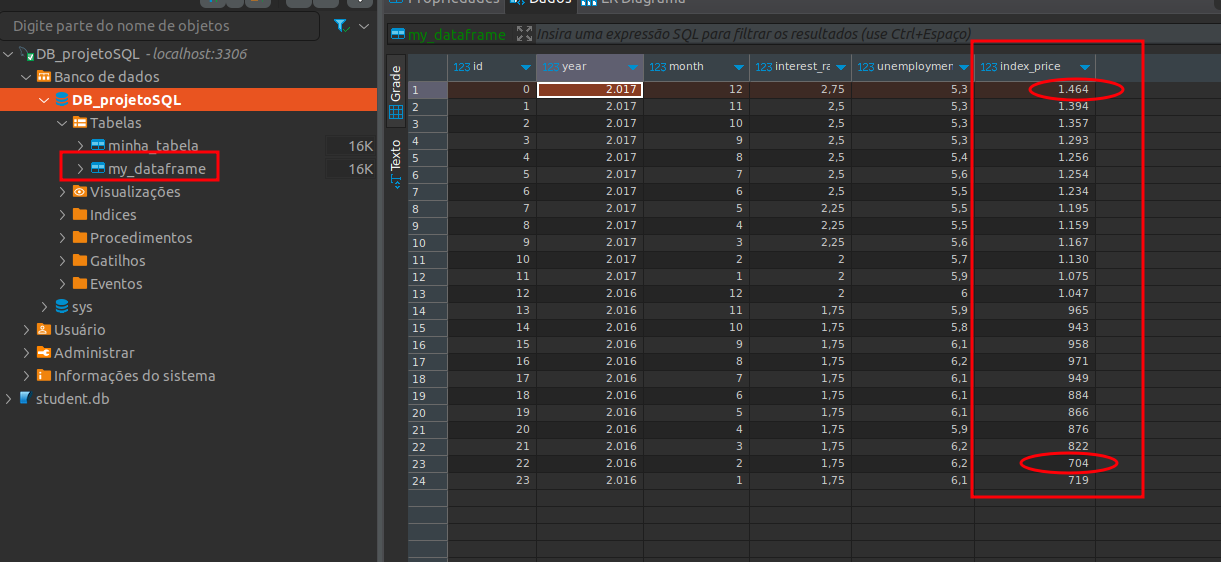 Propriedades Dados ER Diagrama
Digite parte do nome de objetos
DB_projetoSQL - localhost:3306
Banco de dados
DB_projetoSQL
Tabelas
minha_tabela 16K
my_dataframe 16K
Visualizações
Indices
Procedimentos
Gatilhos
Eventos
sys
Usuário
Administrar
Informações do sistema
student.db
my_dataframe Insira uma expressão SQL para filtrar os resultados (use Ctrl+Espaço)
Grade
Texto
123 id 123 year 123 month 123 interest_ra 123 unemploymen 123 index_price
1 0 2.017 12 2,75 5,3 1.464
2 1 2.017 11 2,5 5,3 1.394
3 2 2.017 10 2,5 5,3 1.357
4 3 2.017 9 2,5 5,3 1.293
5 4 2.017 8 2,5 5,4 1.256
6 5 2.017 7 2,5 5,6 1.254
7 6 2.017 6 2,5 5,5 1.234
8 7 2.017 5 2,25 5,5 1.195
9 8 2.017 4 2,25 5,5 1.159
10 9 2.017 3 2,25 5,6 1.167
11 10 2.017 2 2 5,7 1.130
12 11 2.017 1 2 5,9 1.075
13 12 2.016 12 2 6 1.047
14 13 2.016 11 1,75 5,9 965
15 14 2.016 10 1,75 5,8 943
16 15 2.016 9 1,75 6,1 958
17 16 2.016 8 1,75 6,2 971
18 17 2.016 7 1,75 6,1 949
19 18 2.016 6 1,75 6,1 884
20 19 2.016 5 1,75 6,1 866
21 20 2.016 4 1,75 5,9 876
22 21 2.016 3 1,75 6,2 822
23 22 2.016 2 1,75 6,2 704
24 23 2.016 1 1,75 6,1 719